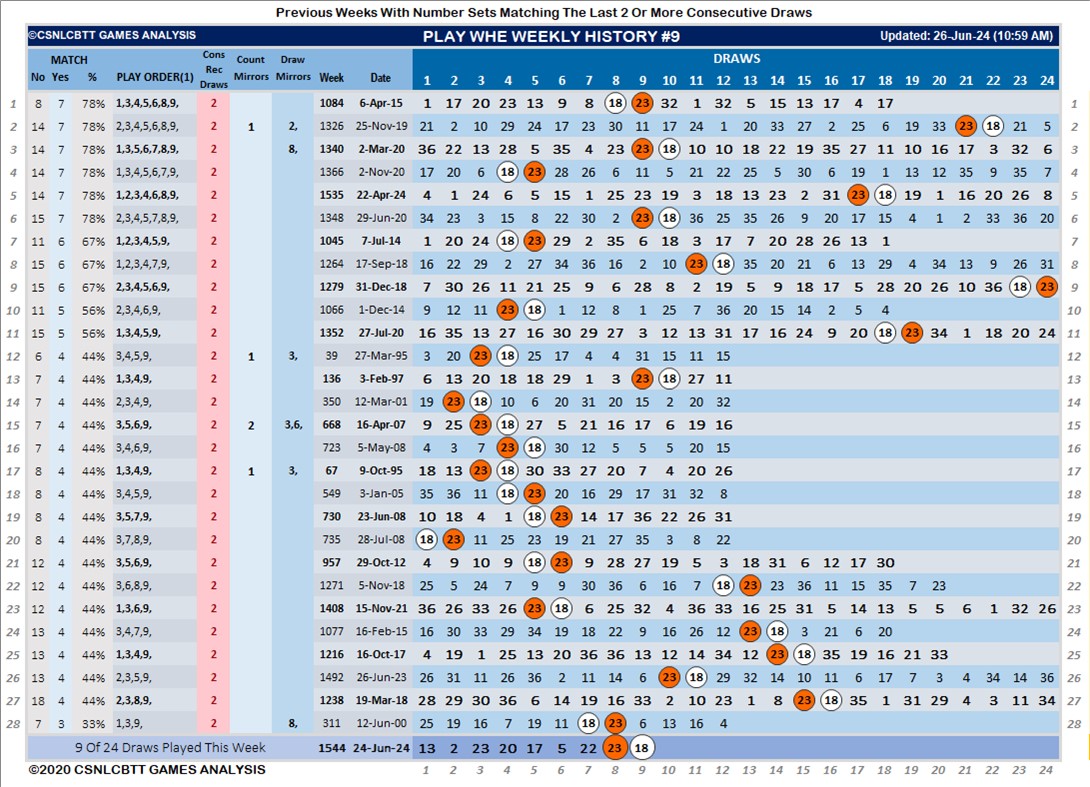 Previous Weeks With Number Sets Matching The Last 2 Or More Consecutive Draws
©CSNLCBTT GAMES ANALYSIS PLAY WHE WEEKLY HISTORY #9 Updated: 26-Jun-24 (10:59 AM)
MATCH Cons Rec Draws Count Mirrors Draw Mirrors DRAWS
No Yes % PLAY ORDER(1) Week Date 1 2 3 4 5 6 7 8 9 10 11 12 13 14 15 16 17 18 19 20 21 22 23 24
1 8 7 78% 1,3,4,5,6,8,9, 2 1084 6-Apr-15 1 17 20 23 13 9 8 18 23 32 1 32 5 15 13 17 4 17 1
2 14 7 78% 2,3,4,5,6,8,9, 2 1 2, 1326 25-Nov-19 21 2 10 29 24 17 23 30 11 17 24 1 20 33 27 2 25 6 19 33 21 18 21 5 2
3 14 7 78% 1,3,5,6,7,8,9, 2 8, 1340 2-Mar-20 36 22 13 28 5 35 4 23 23 18 10 10 18 22 19 35 27 11 10 16 17 3 32 6 3
4 14 7 78% 1,3,4,5,6,7,8, 2 1366 2-Nov-20 17 20 6 18 23 28 26 6 11 5 21 22 25 5 30 6 19 1 13 12 35 9 35 7 4
5 14 7 78% 1,2,3,4,6,8,9, 2 1535 22-Apr-24 4 1 24 6 5 15 1 25 23 19 3 18 13 23 2 31 23 18 19 1 16 20 26 8 5
6 15 7 78% 2,3,4,5,7,8,9, 2 1348 29-Jun-20 34 23 3 15 8 22 30 2 23 18 36 25 35 26 9 20 17 15 4 1 2 33 36 20 6
7 11 6 67% 1,2,3,4,5,9, 2 1045 7-Jul-14 1 20 24 18 23 29 2 35 6 18 3 17 7 20 28 26 13 1 7
8 15 6 67% 1,2,3,4,7,9, 2 1264 17-Sep-18 16 22 29 2 27 34 36 16 2 10 23 18 35 20 21 6 13 29 4 34 13 9 26 31 8
9 15 6 67% 2,3,4,5,6,9, 2 1279 31-Dec-18 7 30 26 11 21 25 9 6 28 8 2 19 5 9 18 17 5 28 20 26 10 36 18 23 9
10 11 5 56% 2,3,4,6,9, 2 1066 1-Dec-14 9 12 11 23 18 1 12 8 1 25 7 36 20 15 14 2 5 4 10
11 15 5 56% 1,3,4,5,9, 2 1352 27-Jul-20 16 35 13 27 16 30 29 27 3 12 13 31 17 16 24 9 20 18 23 34 1 18 20 24 11
12 6 4 44% 3,4,5,9, 2 1 3, 39 27-Mar-95 3 20 23 18 25 17 4 4 31 15 11 15 12
13 7 4 44% 1,3,4,9, 2 136 3-Feb-97 6 13 20 18 18 29 1 3 23 18 27 11 13
14 7 4 44% 2,3,4,9, 2 350 12-Mar-01 19 23 18 10 6 20 31 20 15 2 20 32 14
15 7 4 44% 3,5,6,9, 2 2 3,6, 668 16-Apr-07 9 25 23 18 27 5 21 16 17 6 19 16 15
16 7 4 44% 3,4,6,9, 2 723 5-May-08 4 3 7 23 18 30 12 5 5 5 20 15 16
17 8 4 44% 1,3,4,9, 2 1 3, 67 9-Oct-95 18 13 23 18 30 33 27 20 7 4 20 26 17
18 8 4 44% 3,4,5,9, 2 549 3-Jan-05 35 36 11 18 23 20 16 29 17 31 32 8 18
19 8 4 44% 3,5,7,9, 2 730 23-Jun-08 10 18 4 1 18 23 14 17 36 22 26 31 19
20 8 4 44% 3,7,8,9, 2 735 28-Jul-08 18 23 11 25 23 19 21 27 35 3 8 22 20
21 12 4 44% 3,5,6,9, 2 957 29-Oct-12 4 9 10 9 18 23 9 28 27 19 5 3 18 31 6 12 17 30 21
22 12 4 44% 3,6,8,9, 2 1271 5-Nov-18 25 5 24 7 9 9 30 36 6 16 7 18 23 25 23 36 11 15 35 7 23 22
23 12 4 44% 1,3,6,9, 2 1408 15-Nov-21 36 26 33 26 23 18 6 25 32 4 36 33 16 25 31 5 14 13 5 5 6 1 32 26 23
24 13 4 44% 3,4,7,9, 2 1077 16-Feb-15 16 30 33 29 34 19 18 22 9 16 26 12 23 18 3 21 6 20 24
25 13 4 44% 1,3,4,9, 2 1216 16-Oct-17 4 19 1 25 13 20 36 36 13 12 14 34 12 23 18 35 19 16 21 33 25
26 13 4 44% 2,3,5,9, 2 1492 26-Jun-23 26 31 11 26 36 2 11 14 6 23 18 29 32 14 10 11 6 17 7 3 4 34 14 36 26
27 18 4 44% 2,3,8,9, 2 1238 19-Mar-18 28 29 30 36 6 14 19 16 33 2 10 23 1 8 23 18 35 1 31 29 4 3 11 34 27
28 7 3 33% 1,3,9, 2 8, 311 12-Jun-00 25 19 16 7 19 11 18 23 6 13 16 4 28
9 Of 24 Draws Played This Week 1544 24-Jun-24 13 2 23 20 17 5 22 23 18
©2020 CSNLCBTT GAMES ANALYSIS 1 2 3 4 5 6 7 8 9 10 11 12 13 14 15 16 17 18 19 20 21 22 23 24